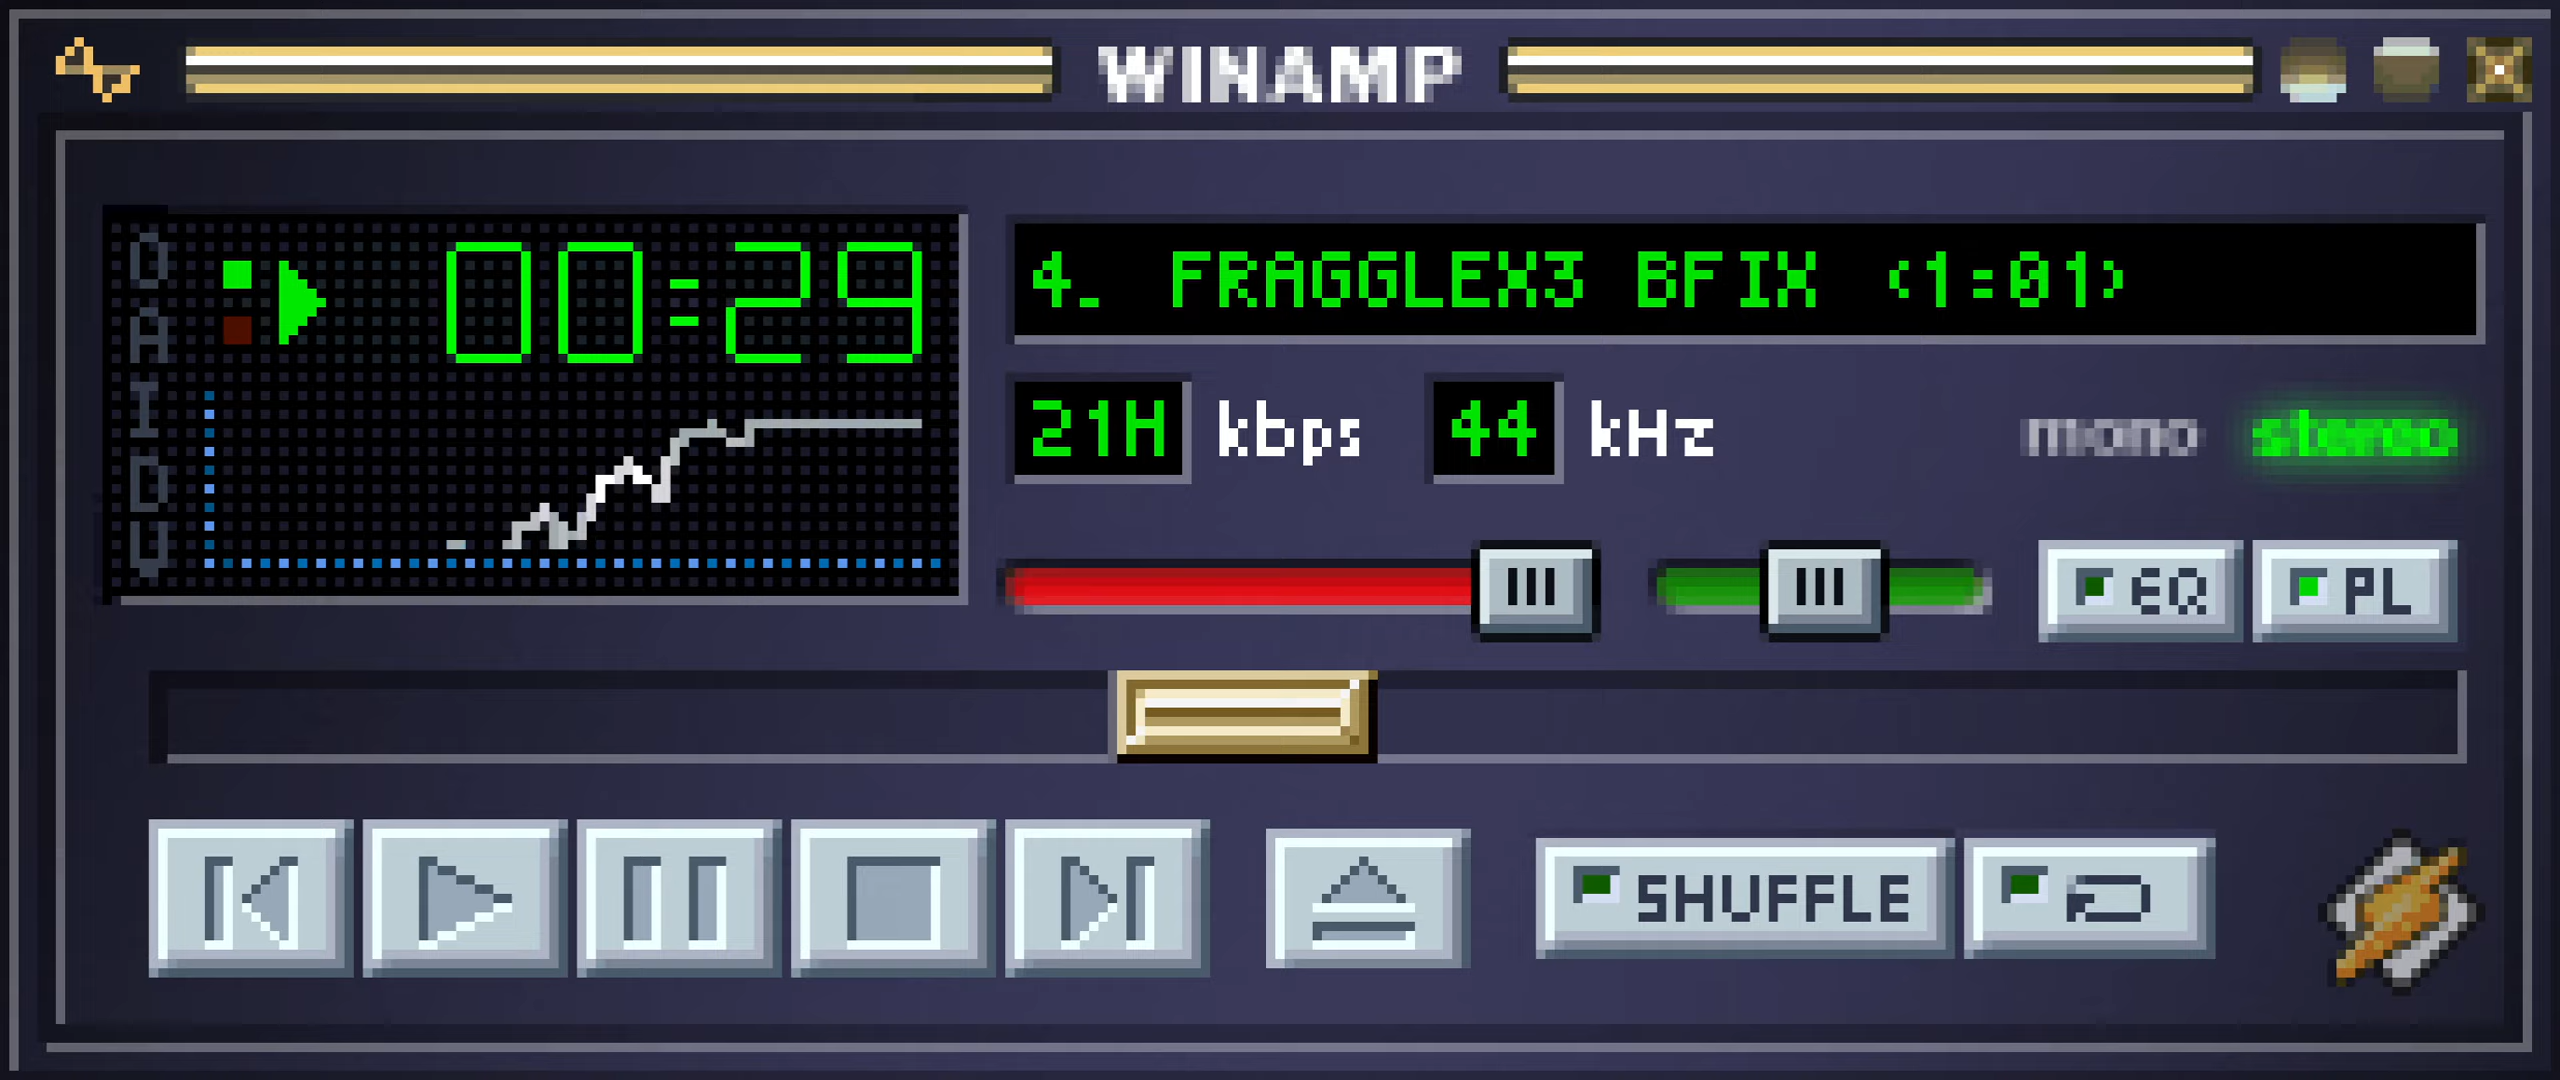 WINAMP
O
A
I
D
V
00:29
4. FRAGGLEX3 BFIX (1:01)
21H kbps 44 kHz mono stereo
EQ PL
SHUFFLE